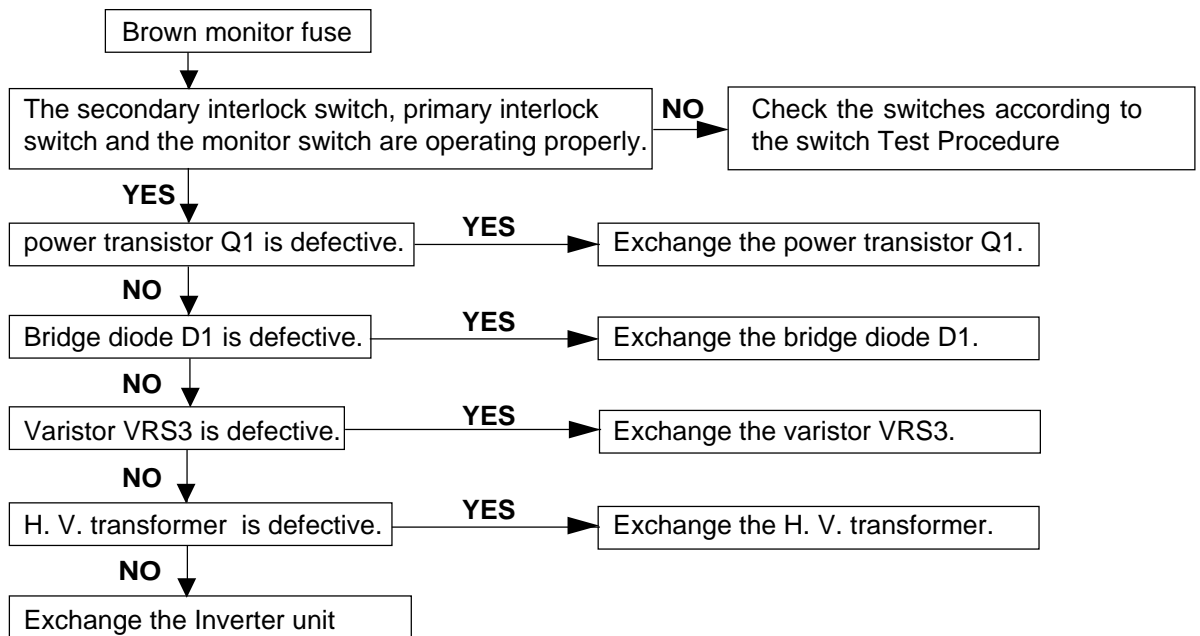 Brown monitor fuse
The secondary interlock switch, primary interlock
switch and the monitor switch are operating properly.
NO
Check the switches according to
the switch Test Procedure
YES
power transistor Q1 is defective.
YES
Exchange the power transistor Q1.
NO
Bridge diode D1 is defective.
YES
Exchange the bridge diode D1.
NO
Varistor VRS3 is defective.
YES
Exchange the varistor VRS3.
NO
H. V. transformer is defective.
YES
Exchange the H. V. transformer.
NO
Exchange the Inverter unit